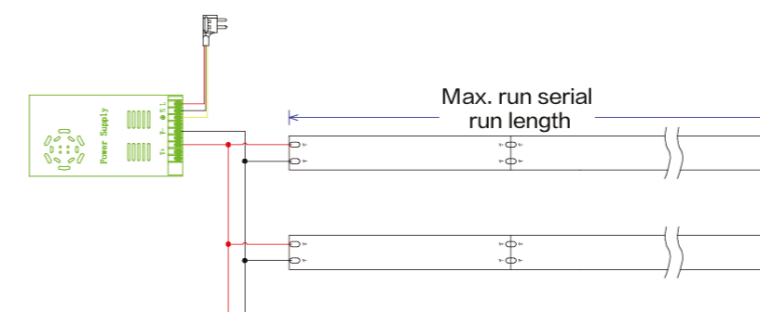 Max. run serial
run length
Power Supply
L
V-
V+